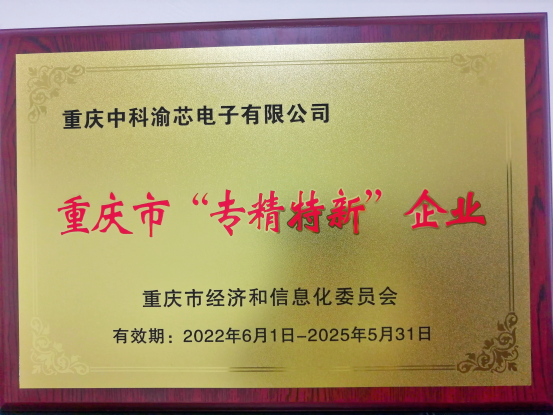 重庆中科渝芯电子有限公司
重庆市“专精特新”企业
重庆市经济和信息化委员会
有效期：2022年6月1日-2025年5月31日